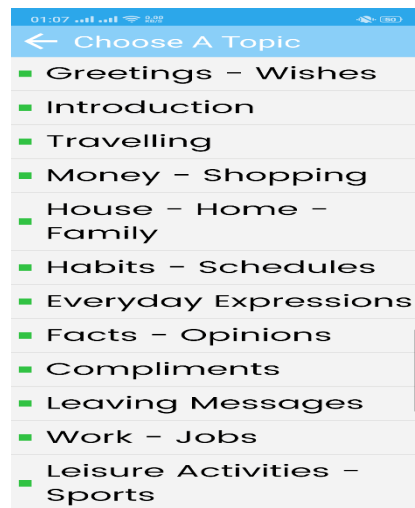 01:07
Choose A Topic
Greetings - Wishes
Introduction
Travelling
Money - Shopping
House - Home -
Family
Habits - Schedules
Everyday Expressions
Facts - Opinions
Compliments
Leaving Messages
Work - Jobs
Leisure Activities -
Sports